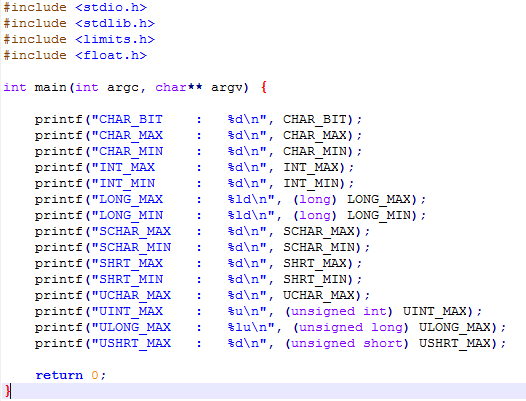 #include <stdio.h>
#include <stdlib.h>
#include <limits.h>
#include <float.h>

int main(int argc, char** argv) {

    printf("CHAR_BIT    :   %d\n", CHAR_BIT);
    printf("CHAR_MAX    :   %d\n", CHAR_MAX);
    printf("CHAR_MIN    :   %d\n", CHAR_MIN);
    printf("INT_MAX     :   %d\n", INT_MAX);
    printf("INT_MIN     :   %d\n", INT_MIN);
    printf("LONG_MAX    :   %ld\n", (long) LONG_MAX);
    printf("LONG_MIN    :   %ld\n", (long) LONG_MIN);
    printf("SCHAR_MAX   :   %d\n", SCHAR_MAX);
    printf("SCHAR_MIN   :   %d\n", SCHAR_MIN);
    printf("SHRT_MAX    :   %d\n", SHRT_MAX);
    printf("SHRT_MIN    :   %d\n", SHRT_MIN);
    printf("UCHAR_MAX   :   %d\n", UCHAR_MAX);
    printf("UINT_MAX    :   %u\n", (unsigned int) UINT_MAX);
    printf("ULONG_MAX   :   %lu\n", (unsigned long) ULONG_MAX);
    printf("USHRT_MAX   :   %d\n", (unsigned short) USHRT_MAX);

    return 0;
}